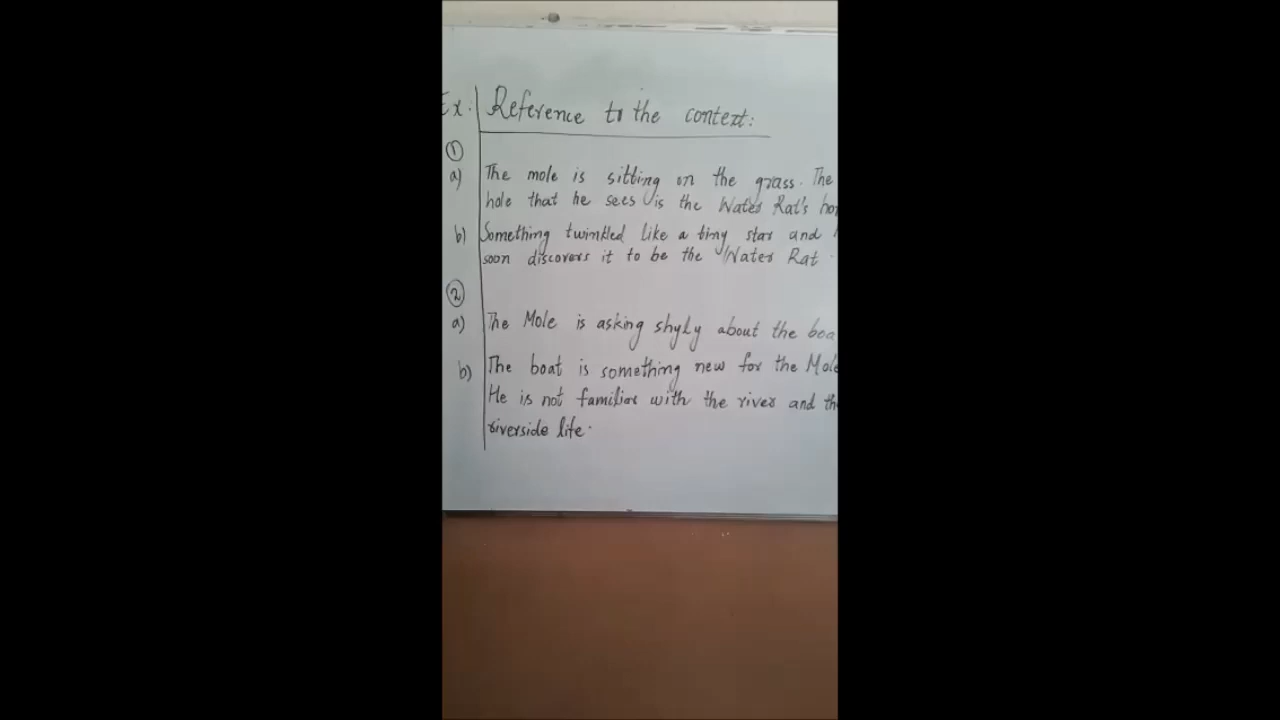 Ex: Reference to the context:
①
a) The mole is sitting on the grass. The
hole that he sees is the Water Rat's
b) Something twinkled like a tiny star and
soon discovers it to be the Water Rat.
②
a) The Mole is asking shyly about the
b) The boat is something new for the Mole
He is not familiar with the river and
riverside life.